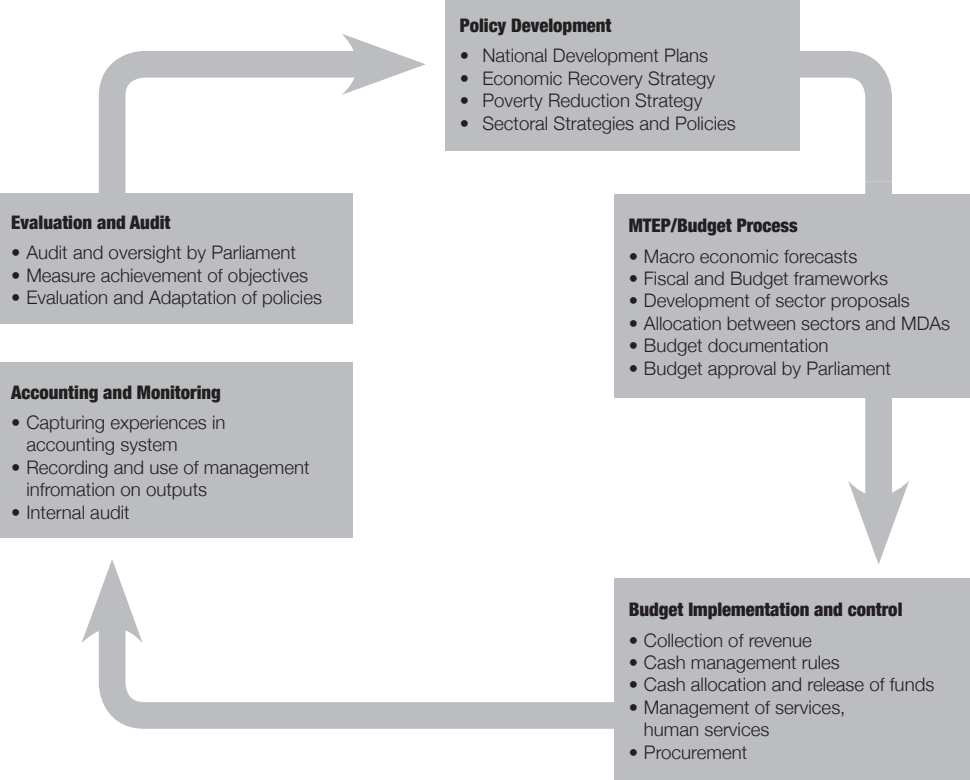 Policy Development
• National Development Plans
• Economic Recovery Strategy
• Poverty Reduction Strategy
• Sectoral Strategies and Policies
Evaluation and Audit
• Audit and oversight by Parliament
• Measure achievement of objectives
• Evaluation and Adaptation of policies
MTEP/Budget Process
• Macro economic forecasts
• Fiscal and Budget frameworks
• Development of sector proposals
• Allocation between sectors and MDAs
• Budget documentation
• Budget approval by Parliament
Accounting and Monitoring
• Capturing experiences in
accounting system
• Recording and use of management
infromation on outputs
• Internal audit
Budget Implementation and control
• Collection of revenue
• Cash management rules
• Cash allocation and release of funds
• Management of services,
human services
• Procurement